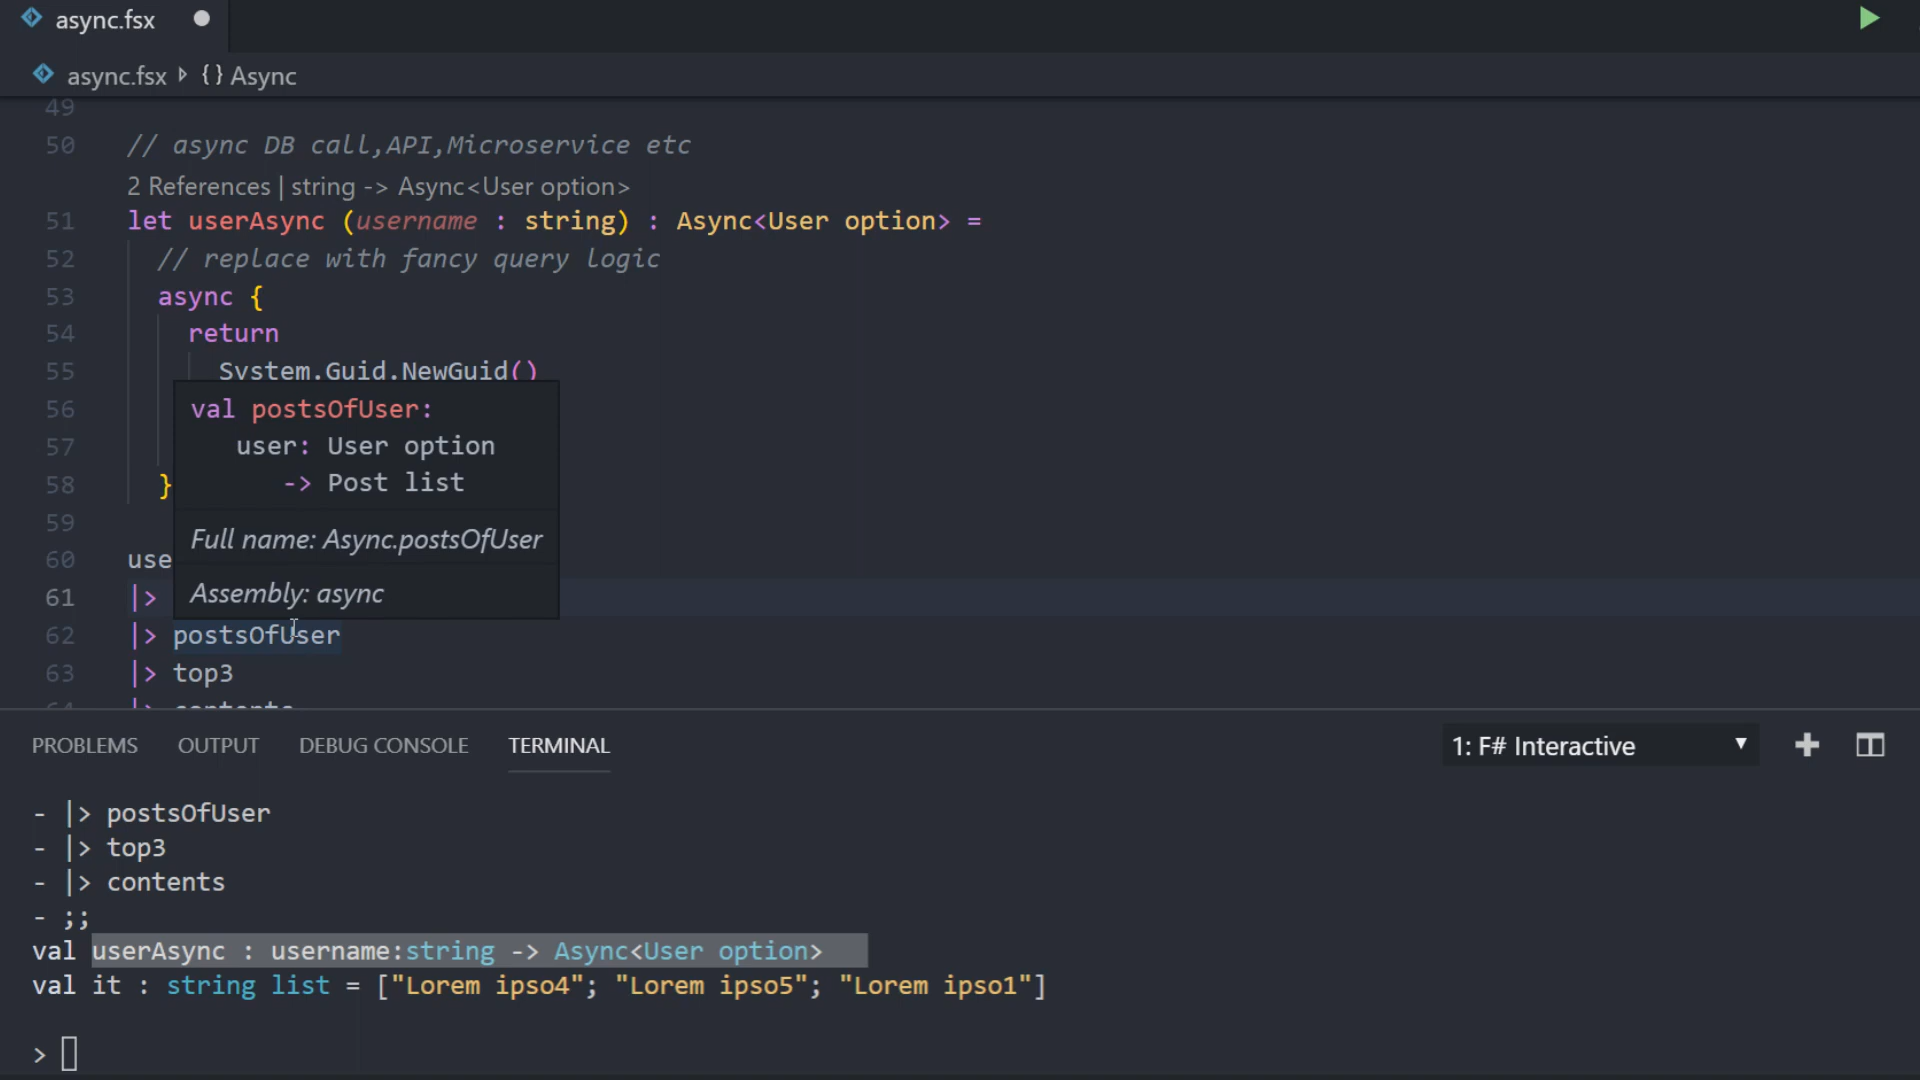 async.fsx
async.fsx {} Async
49
50 // async DB call,API,Microservice etc
2 References | string -> Async<User option>
51 let userAsync (username : string) : Async<User option> =
52 // replace with fancy query logic
53 async {
54 return
55 System.Guid.NewGuid()
56
57
58 }
59
60 use
61 |>
62 |> postsOfUser
63 |> top3
64 |> contents
val postsOfUser:
user: User option
-> Post list
Full name: Async.postsOfUser
Assembly: async
PROBLEMS OUTPUT DEBUG CONSOLE TERMINAL 1: F# Interactive
- |> postsOfUser
- |> top3
- |> contents
- ;;
val userAsync : username:string -> Async<User option>
val it : string list = ["Lorem ipso4"; "Lorem ipso5"; "Lorem ipso1"]
>